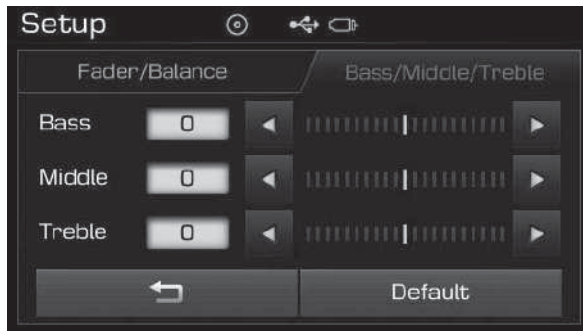 Setup
Fader/Balance Bass/Middle/Treble
Bass 0
Middle 0
Treble 0
Default